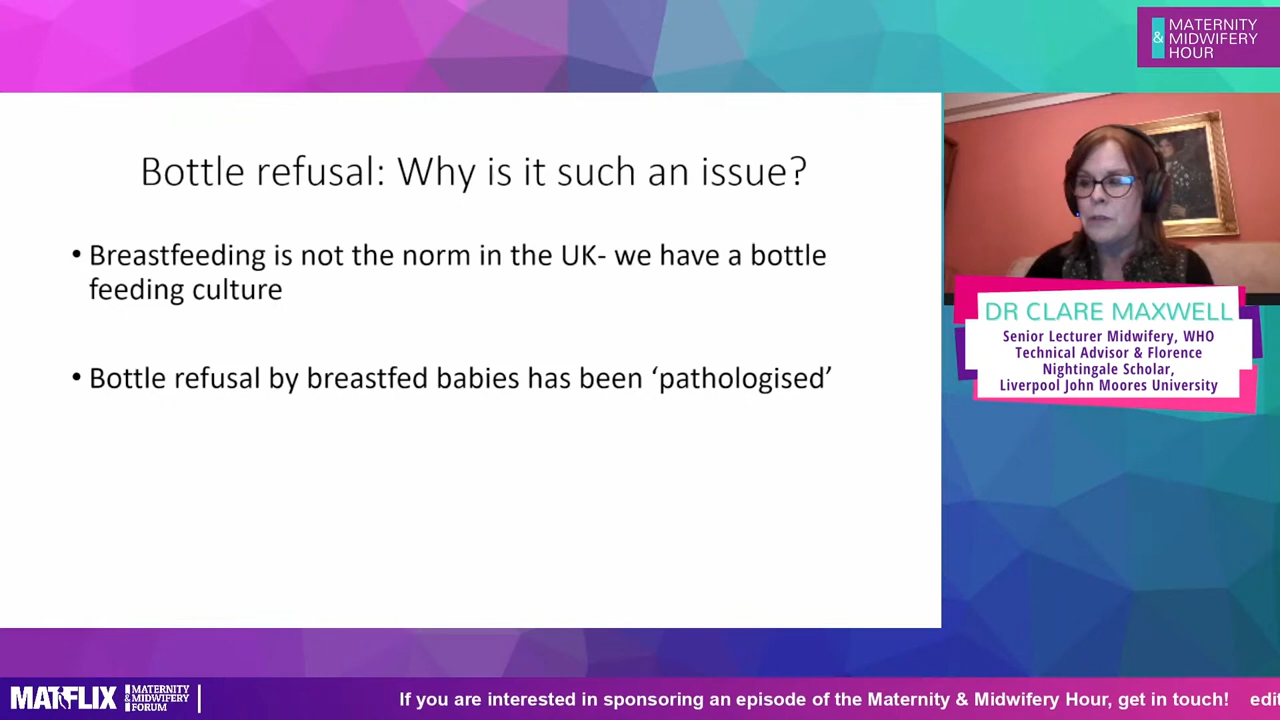 MATERNITY
& MIDWIFERY
HOUR
Bottle refusal: Why is it such an issue?
• Breastfeeding is not the norm in the UK- we have a bottle
feeding culture
• Bottle refusal by breastfed babies has been ‘pathologised’
DR CLARE MAXWELL
Senior Lecturer Midwifery, WHO
Technical Advisor & Florence
Nightingale Scholar,
Liverpool John Moores University
MATFLIX
MATERNITY
& MIDWIFERY
FORUM
If you are interested in sponsoring an episode of the Maternity & Midwifery Hour, get in touch! edit